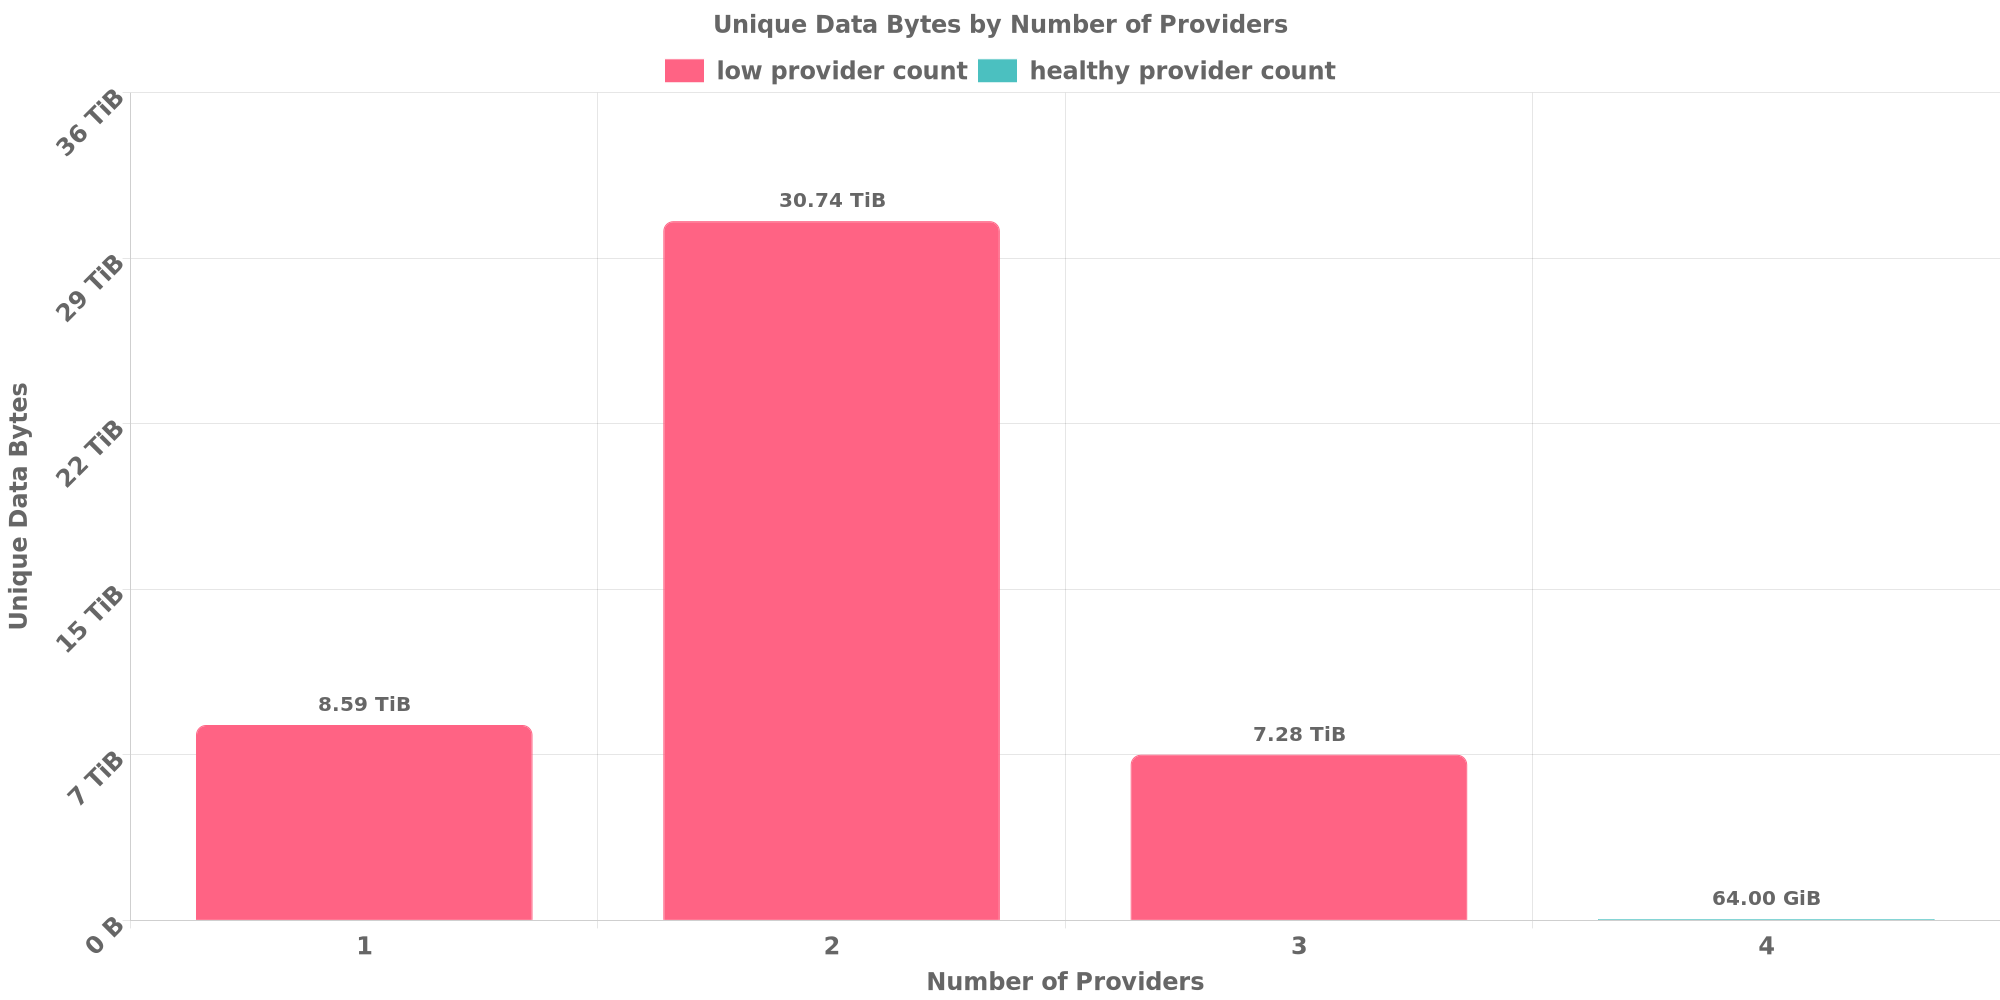 Unique Data Bytes by Number of Providers
low provider count healthy provider count
36 TiB
29 TiB
22 TiB
15 TiB
7 TiB
0 B
Unique Data Bytes
8.59 TiB
30.74 TiB
7.28 TiB
64.00 GiB
1 2 3 4
Number of Providers